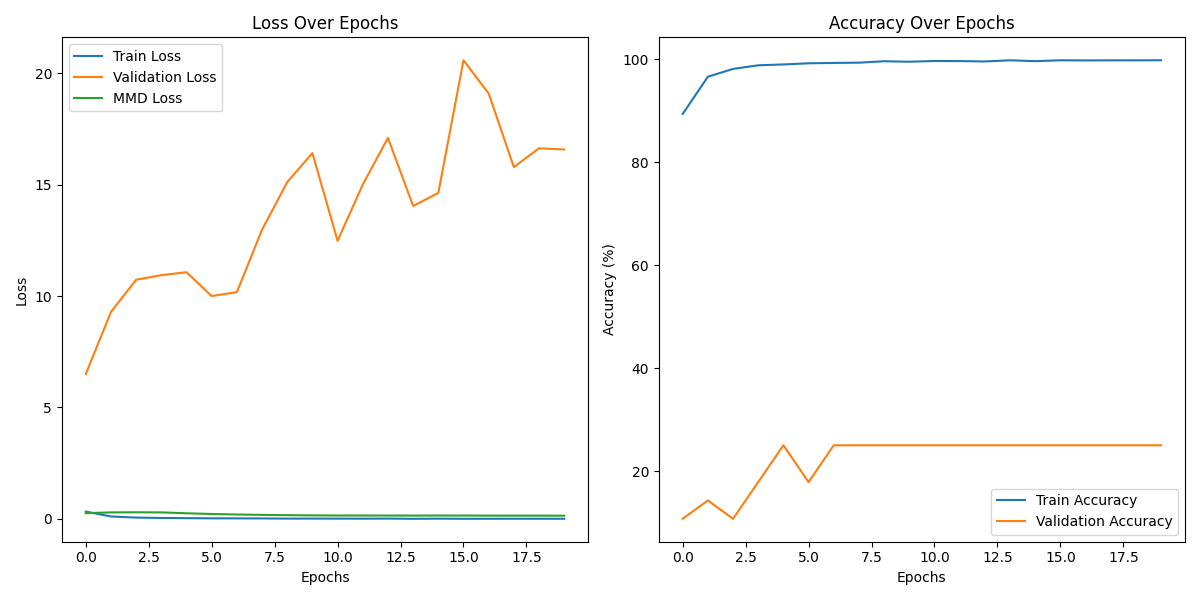 Loss Over Epochs
Train Loss
Validation Loss
MMD Loss
20
15
10
5
0
Loss
0.0 2.5 5.0 7.5 10.0 12.5 15.0 17.5
Epochs
Accuracy Over Epochs
100
80
60
40
20
Accuracy (%)
Train Accuracy
Validation Accuracy
0.0 2.5 5.0 7.5 10.0 12.5 15.0 17.5
Epochs